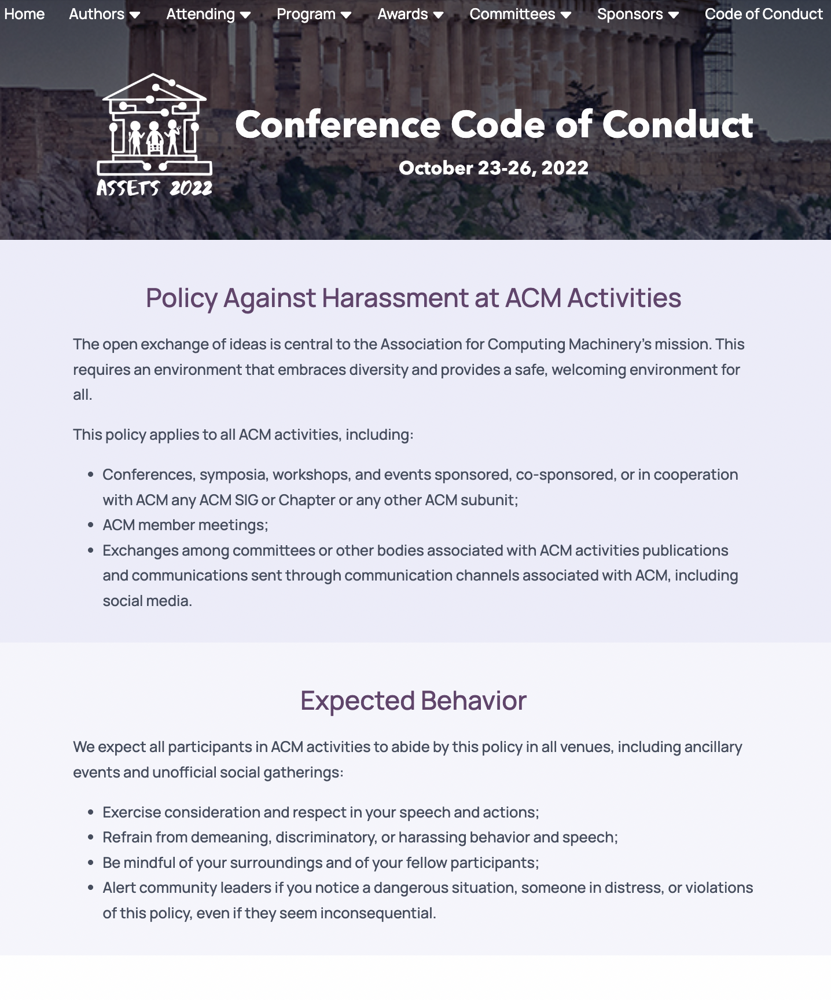 Home Authors Attending Program Awards Committees Sponsors Code of Conduct
Conference Code of Conduct
October 23-26, 2022
ASSETS 2022
Policy Against Harassment at ACM Activities
The open exchange of ideas is central to the Association for Computing Machinery’s mission. This
requires an environment that embraces diversity and provides a safe, welcoming environment for
all.
This policy applies to all ACM activities, including:
• Conferences, symposia, workshops, and events sponsored, co-sponsored, or in cooperation
with ACM any ACM SIG or Chapter or any other ACM subunit;
• ACM member meetings;
• Exchanges among committees or other bodies associated with ACM activities publications
and communications sent through communication channels associated with ACM, including
social media.
Expected Behavior
We expect all participants in ACM activities to abide by this policy in all venues, including ancillary
events and unofficial social gatherings:
• Exercise consideration and respect in your speech and actions;
• Refrain from demeaning, discriminatory, or harassing behavior and speech;
• Be mindful of your surroundings and of your fellow participants;
• Alert community leaders if you notice a dangerous situation, someone in distress, or violations
of this policy, even if they seem inconsequential.